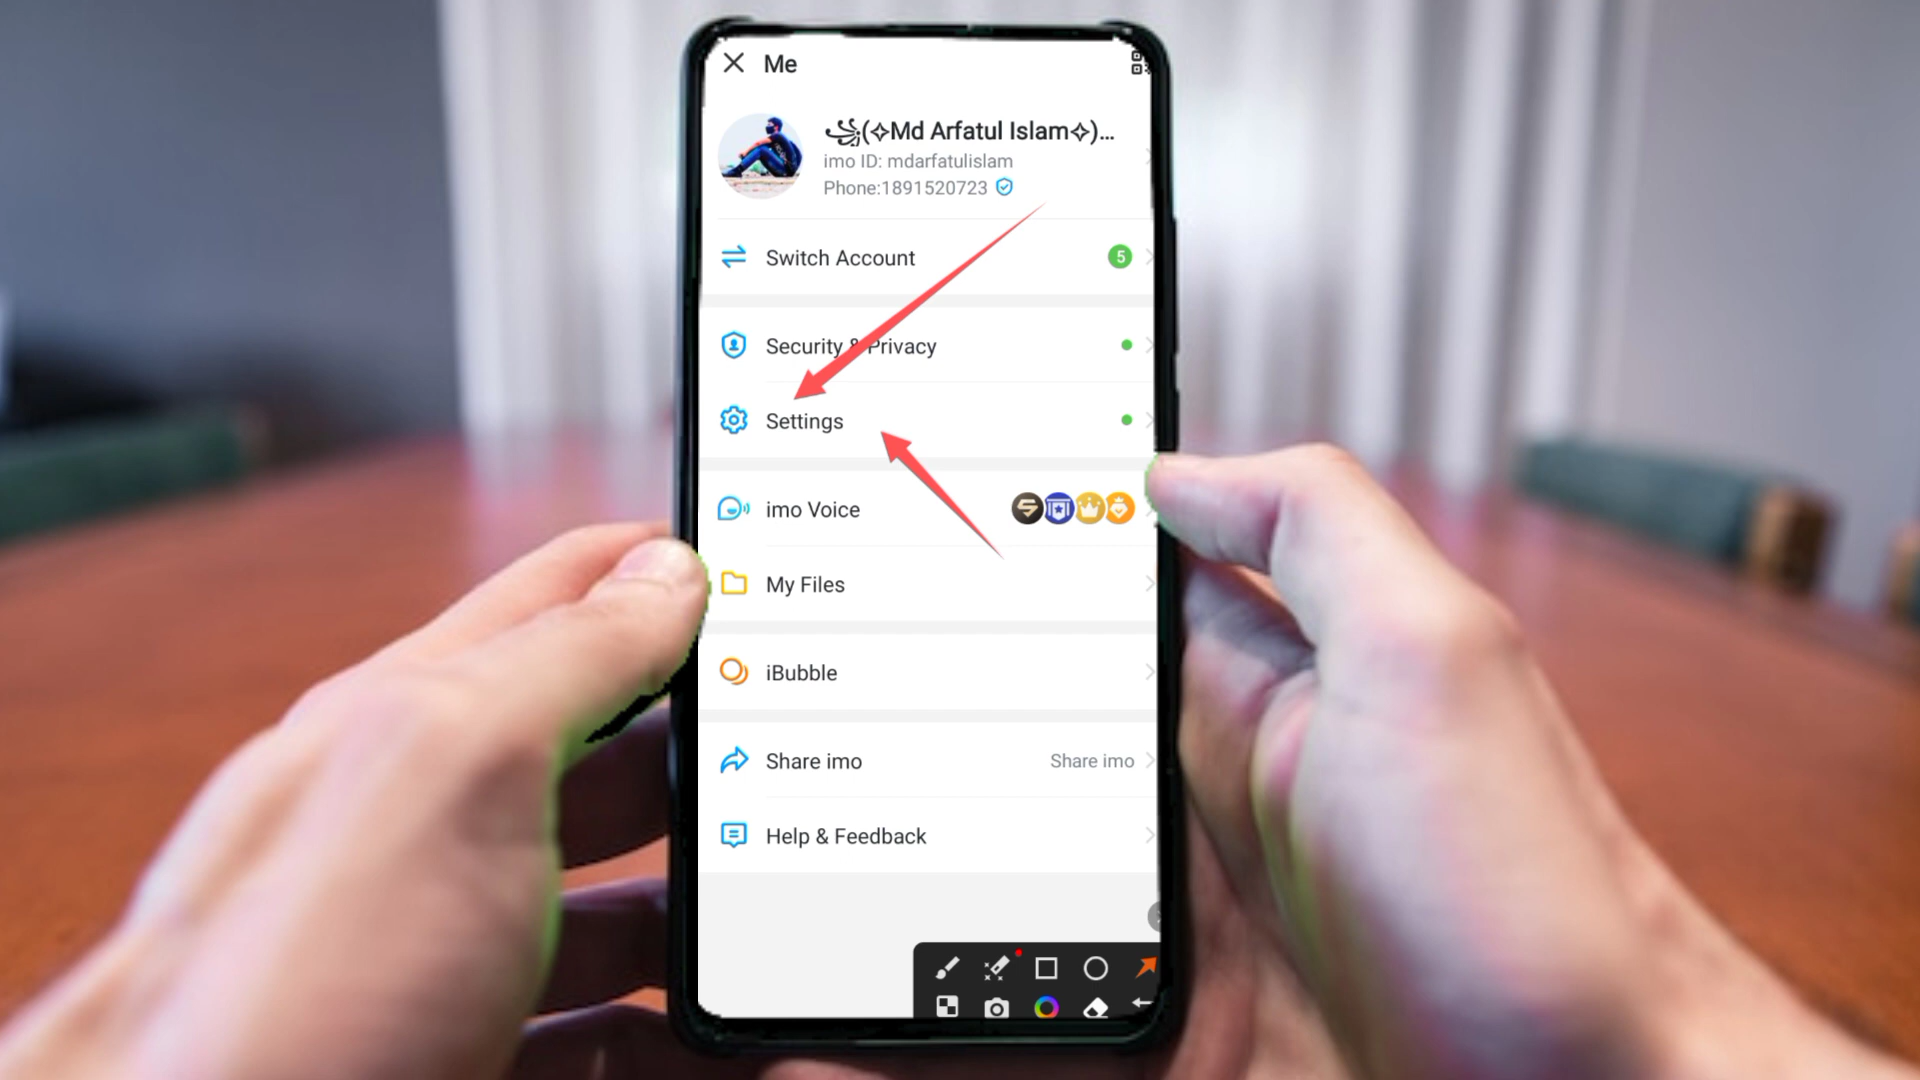 Me
꧁(✧Md Arfatul Islam✧)...
imo ID: mdarfatulislam
Phone:1891520723
Switch Account 5
Security & Privacy
Settings
imo Voice
My Files
iBubble
Share imo Share imo
Help & Feedback